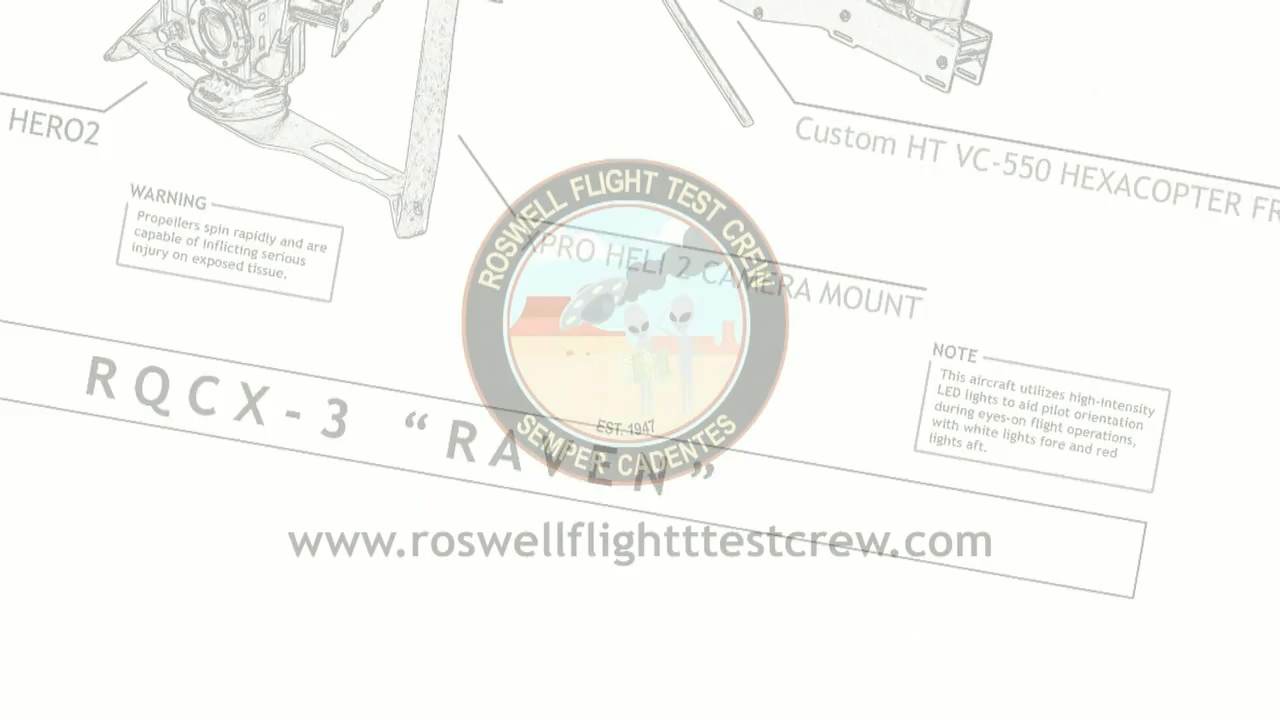 HERO2
Custom HT VC-550 HEXACOPTER FR
WARNING
Propellers spin rapidly and are
capable of inflicting serious
injury on exposed tissue.
ROSWELL FLIGHT TEST CREW
XPRO HELI 2 CAMERA MOUNT
NOTE
This aircraft utilizes high-intensity
LED lights to aid pilot orientation
during eyes-on flight operations,
with white lights fore and red
lights aft.
RQCX-3 “RAVEN”
EST. 1947
SEMPER CADENTES
www.roswellflightttestcrew.com